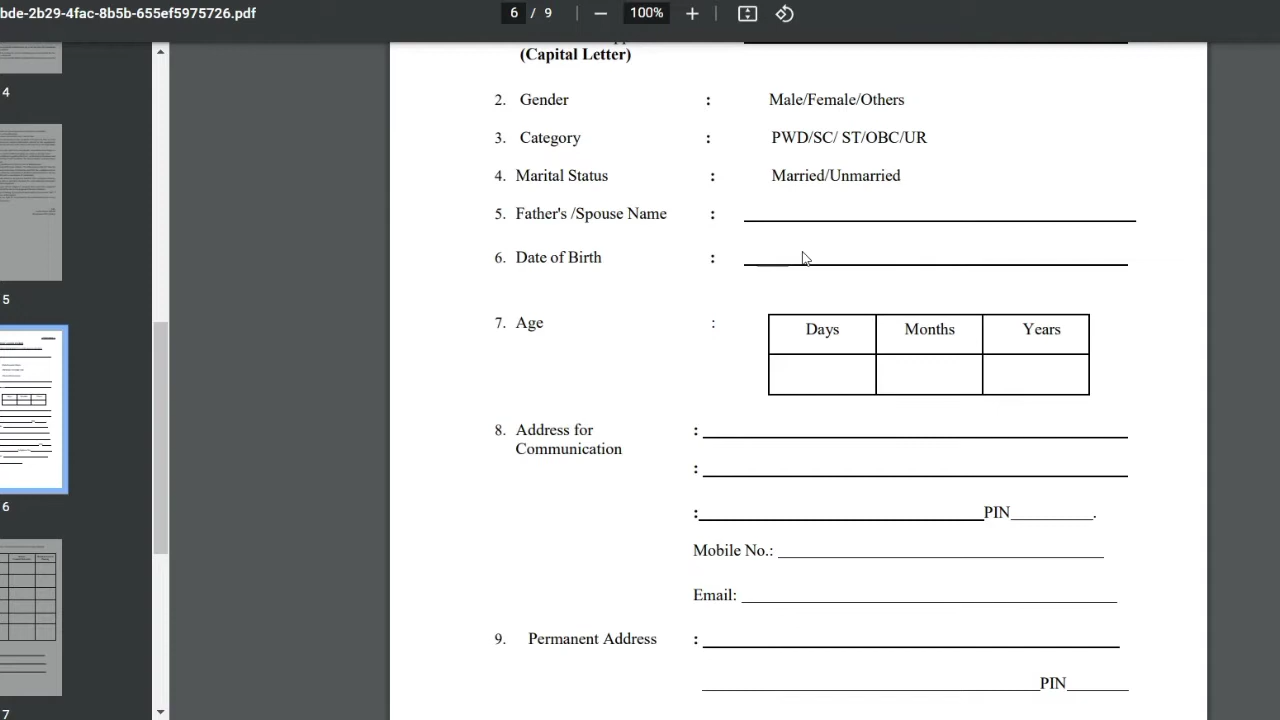 bde-2b29-4fac-8b5b-655ef5975726.pdf
6 / 9
100%
4
5
6
7
(Capital Letter)
2. Gender : Male/Female/Others
3. Category : PWD/SC/ ST/OBC/UR
4. Marital Status : Married/Unmarried
5. Father's /Spouse Name :
6. Date of Birth :
7. Age :
Days Months Years
8. Address for :
Communication
:
: PIN .
Mobile No.:
Email:
9. Permanent Address :
PIN